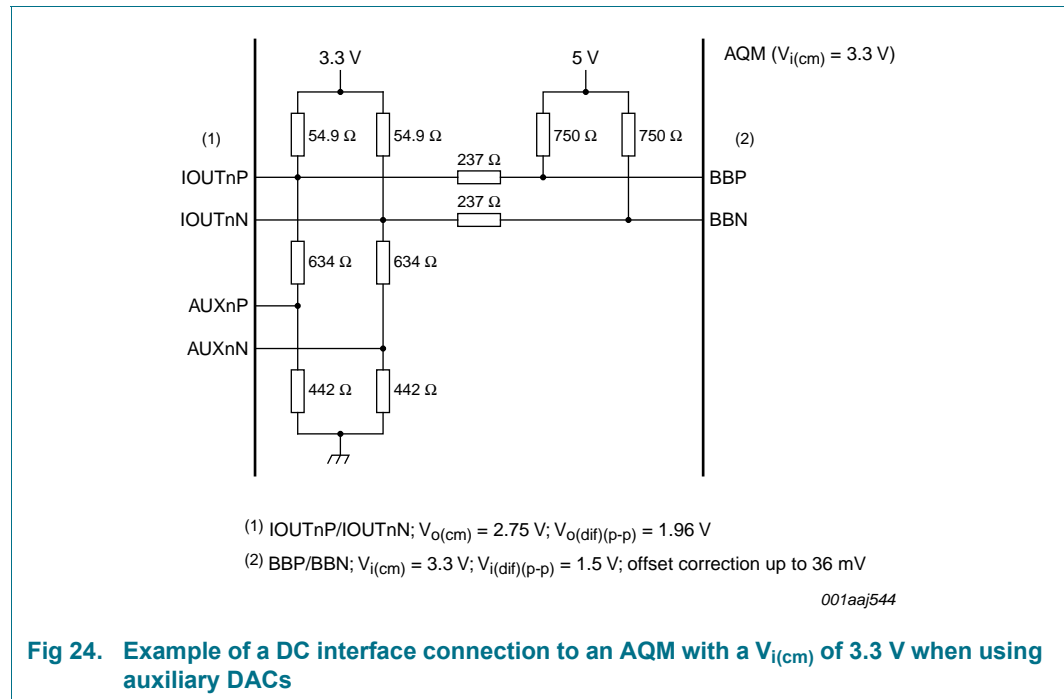 3.3 V
5 V
AQM (Vi(cm) = 3.3 V)
(1)
54.9 Ω
54.9 Ω
750 Ω
750 Ω
(2)
237 Ω
IOUTnP
BBP
237 Ω
IOUTnN
BBN
634 Ω
634 Ω
AUXnP
AUXnN
442 Ω
442 Ω
(1) IOUTnP/IOUTnN; Vo(cm) = 2.75 V; Vo(dif)(p-p) = 1.96 V
(2) BBP/BBN; Vi(cm) = 3.3 V; Vi(dif)(p-p) = 1.5 V; offset correction up to 36 mV
001aaj544
Fig 24. Example of a DC interface connection to an AQM with a Vi(cm) of 3.3 V when using
auxiliary DACs